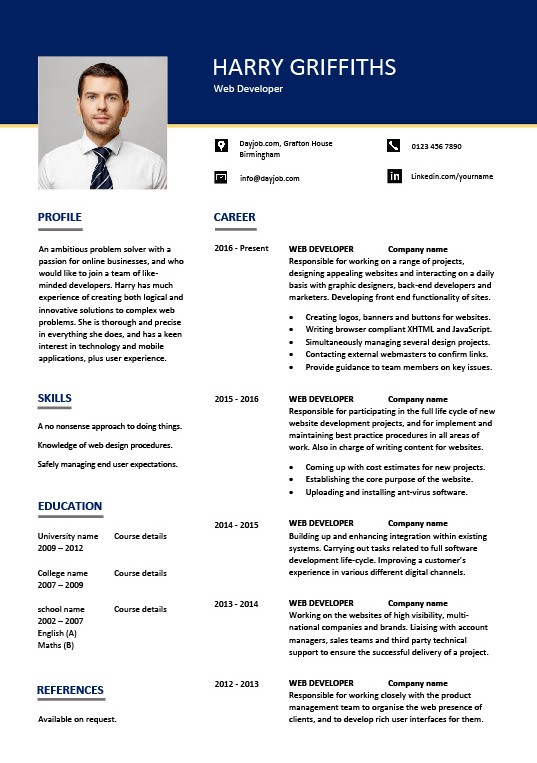 HARRY GRIFFITHS
Web Developer
Dayjob.com, Grafton House
Birmingham
0123 456 7890
info@dayjob.com
in
Linkedin.com/yourname
PROFILE
An ambitious problem solver with a
passion for online businesses, and who
would like to join a team of like-
minded developers. Harry has much
experience of creating both logical and
innovative solutions to complex web
problems. She is thorough and precise
in everything she does, and has a keen
interest in technology and mobile
applications, plus user experience.
SKILLS
A no nonsense approach to doing things.
Knowledge of web design procedures.
Safely managing end user expectations.
EDUCATION
University name Course details
2009 – 2012
College name Course details
2007 – 2009
school name Course details
2002 – 2007
English (A)
Maths (B)
REFERENCES
Available on request.
CAREER
2016 - Present WEB DEVELOPER Company name
Responsible for working on a range of projects,
designing appealing websites and interacting on a daily
basis with graphic designers, back-end developers and
marketers. Developing front end functionality of sites.
• Creating logos, banners and buttons for websites.
• Writing browser compliant XHTML and JavaScript.
• Simultaneously managing several design projects.
• Contacting external webmasters to confirm links.
• Provide guidance to team members on key issues.
2015 - 2016 WEB DEVELOPER Company name
Responsible for participating in the full life cycle of new
website development projects, and for implement and
maintaining best practice procedures in all areas of
work. Also in charge of writing content for websites.
• Coming up with cost estimates for new projects.
• Establishing the core purpose of the website.
• Uploading and installing ant-virus software.
2014 - 2015 WEB DEVELOPER Company name
Building up and enhancing integration within existing
systems. Carrying out tasks related to full software
development life-cycle. Improving a customer's
experience in various different digital channels.
2013 - 2014 WEB DEVELOPER Company name
Working on the websites of high visibility, multi-
national companies and brands. Liaising with account
managers, sales teams and third party technical
support to ensure the successful delivery of a project.
2012 - 2013 WEB DEVELOPER Company name
Responsible for working closely with the product
management team to organise the web presence of
clients, and to develop rich user interfaces for them.